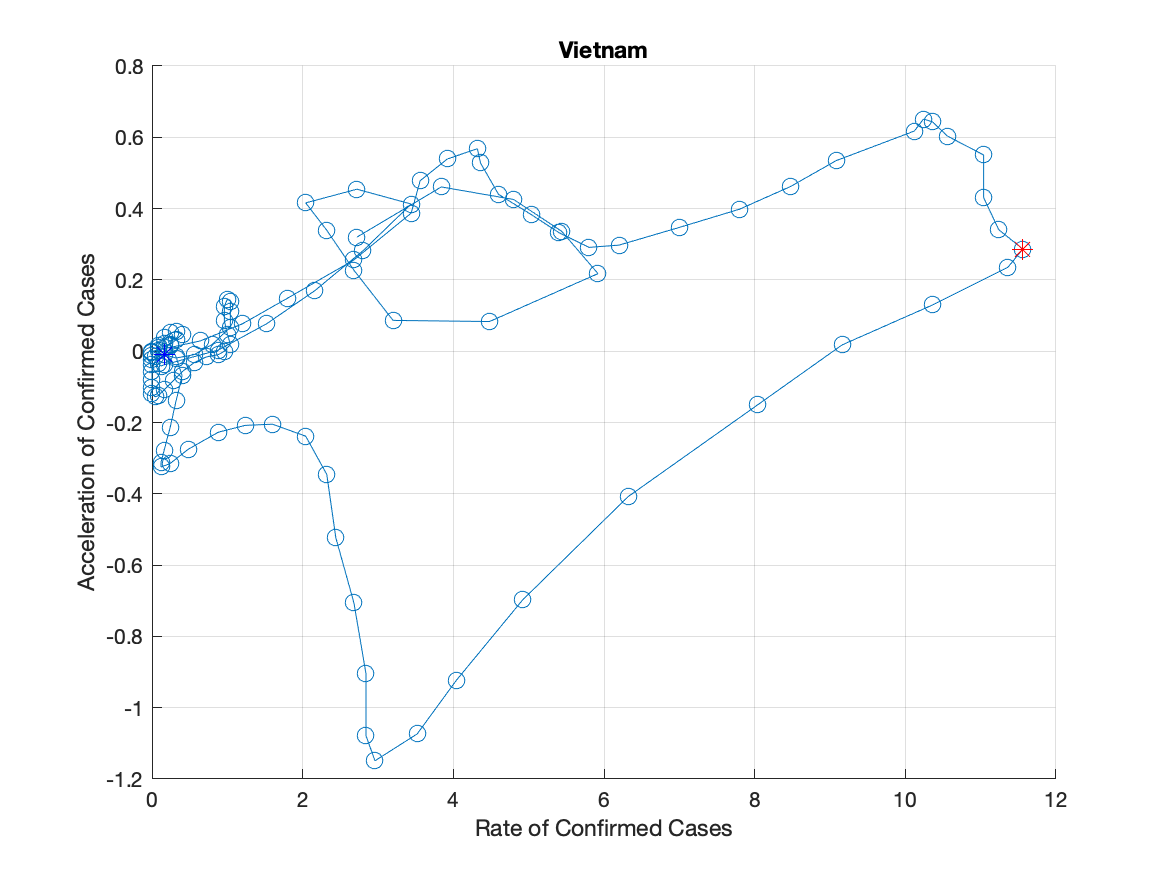 Vietnam
0.8
0.6
0.4
0.2
0
-0.2
-0.4
-0.6
-0.8
-1
-1.2
0 2 4 6 8 10 12
Rate of Confirmed Cases
Acceleration of Confirmed Cases